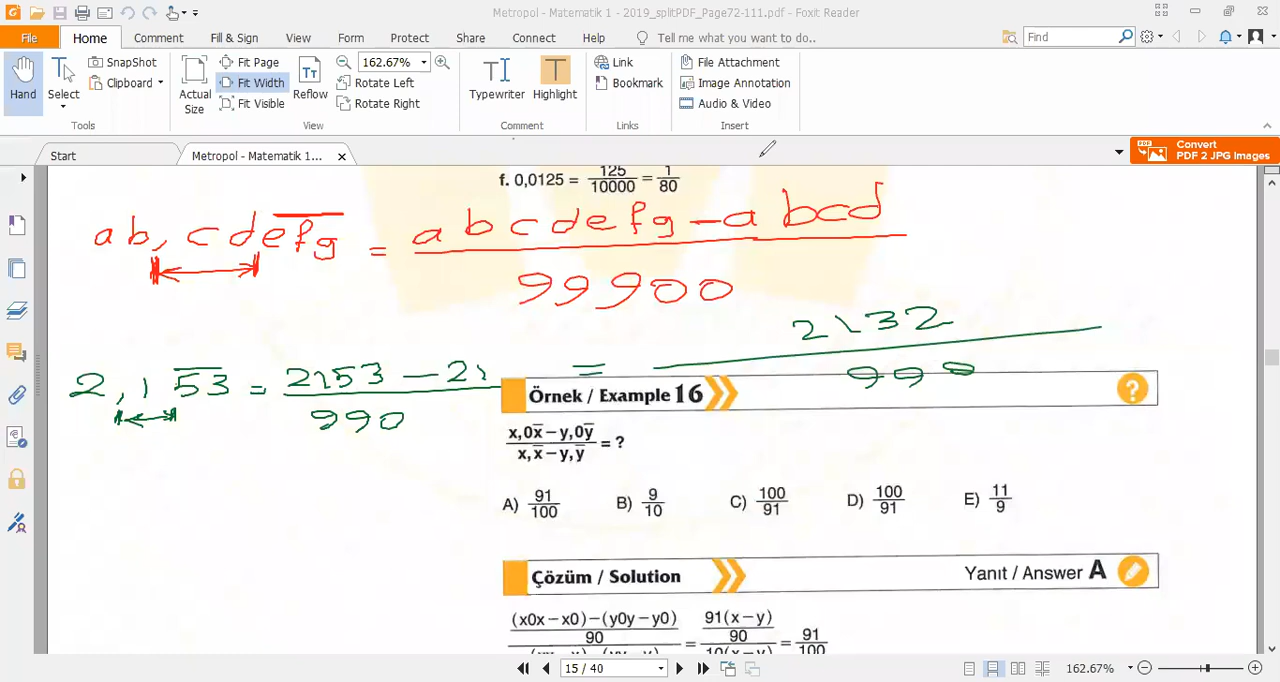 Metropol - Matematik 1 - 2019_splitPDF_Page72-111.pdf - Foxit Reader
File Home Comment Fill & Sign View Form Protect Share Connect Help Tell me what you want to do.. Find
Hand Select SnapShot Clipboard Actual Size Fit Page Fit Width Fit Visible Reflow 162.67% Rotate Left Rotate Right Typewriter Highlight Link Bookmark File Attachment Image Annotation Audio & Video
Tools View Comment Links Insert
Start Metropol - Matematik 1... Convert PDF 2 JPG Images
f. 0,0125 = 125/10000 = 1/80
ab,cde̅f̅g̅ = abcdefg - abcd / 99900
2,15̅3̅ = 2153 - 21 / 990 = 2132 / 990
Örnek / Example 16 ?
x,0x̅ - y,0y̅ / x,x̅ - y,y̅ = ?
A) 91/100 B) 9/10 C) 100/91 D) 100/91 E) 11/9
Çözüm / Solution Yanıt / Answer A
(x0x - x0) - (y0y - y0) / 90 = 91(x - y) / 90 = 91/100
10(x - y)
15 / 40 162.67%